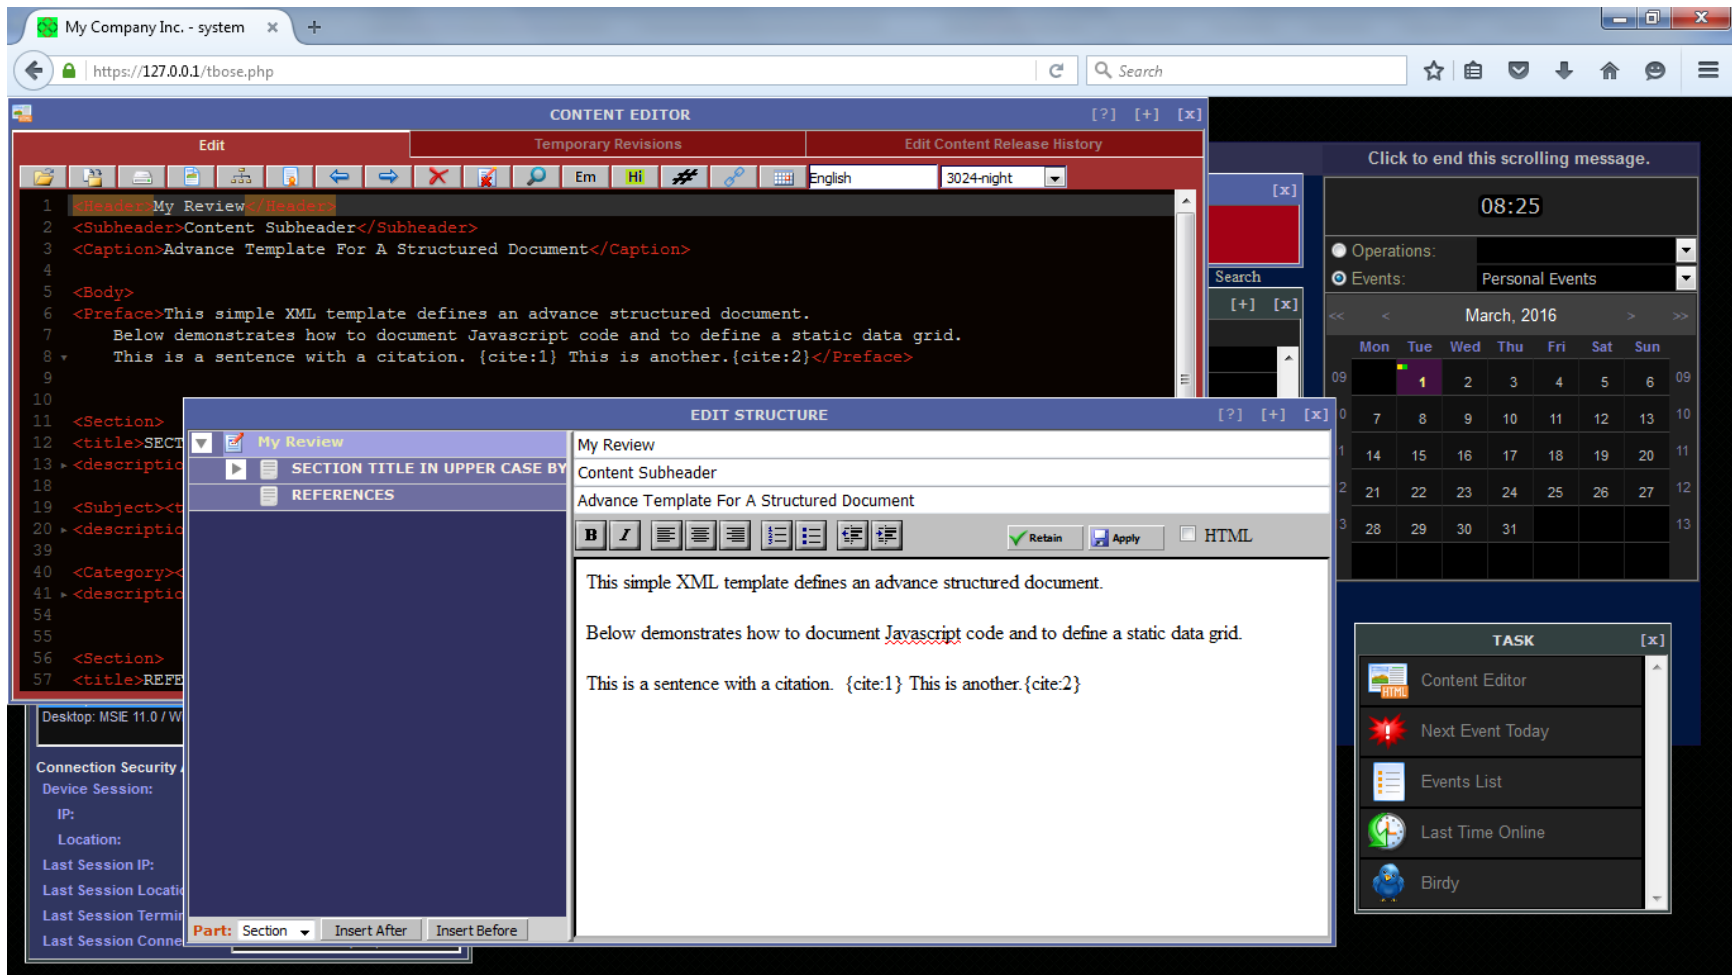 My Company Inc. - system
https://127.0.0.1/tbose.php
Search
CONTENT EDITOR
[?] [+] [x]
Edit
Temporary Revisions
Edit Content Release History
Em
Hi
English
3024-night
1 <Header>My Review</Header>
2 <Subheader>Content Subheader</Subheader>
3 <Caption>Advance Template For A Structured Document</Caption>
4
5 <Body>
6 <Preface>This simple XML template defines an advance structured document.
7 Below demonstrates how to document Javascript code and to define a static data grid.
8 This is a sentence with a citation. {cite:1} This is another.{cite:2}</Preface>
9
10
11 <Section>
12 <title>SECT
13 <descriptio
18
19 <Subject><t
20 <descriptio
39
40 <Category><
41 <descriptio
54
55
56 <Section>
57 <title>REFE
EDIT STRUCTURE
[?] [+] [x]
My Review
SECTION TITLE IN UPPER CASE BY
REFERENCES
My Review
Content Subheader
Advance Template For A Structured Document
B I
Retain
Apply
HTML
This simple XML template defines an advance structured document.
Below demonstrates how to document Javascript code and to define a static data grid.
This is a sentence with a citation. {cite:1} This is another.{cite:2}
Part: Section
Insert After
Insert Before
Desktop: MSIE 11.0 / W
Connection Security
Device Session:
IP:
Location:
Last Session IP:
Last Session Locatio
Last Session Termin
Last Session Conne
[x]
Search
[+] [x]
Click to end this scrolling message.
08:25
Operations:
Events: Personal Events
<< < March, 2016 > >>
Mon Tue Wed Thu Fri Sat Sun
09 1 2 3 4 5 6 09
0 7 8 9 10 11 12 13 10
1 14 15 16 17 18 19 20 11
2 21 22 23 24 25 26 27 12
3 28 29 30 31 13
TASK [x]
Content Editor
HTML
Next Event Today
Events List
Last Time Online
Birdy